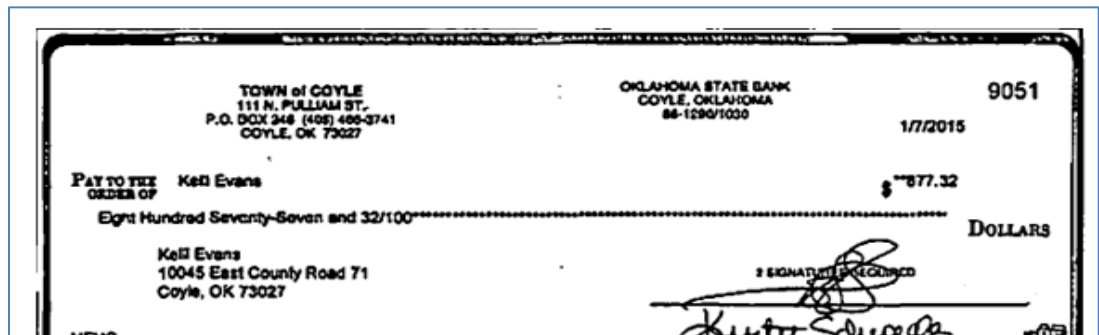 TOWN of COYLE
111 N. PULLIAM ST.
P.O. BOX 248 (405) 466-3741
COYLE, OK 73027
OKLAHOMA STATE BANK
COYLE, OKLAHOMA
86-1290/1030
9051
1/7/2015
PAY TO THE ORDER OF Kelli Evans
$ **877.32
Eight Hundred Seventy-Seven and 32/100**
DOLLARS
Kelli Evans
10045 East County Road 71
Coyle, OK 73027
2 SIGNATURES REQUIRED